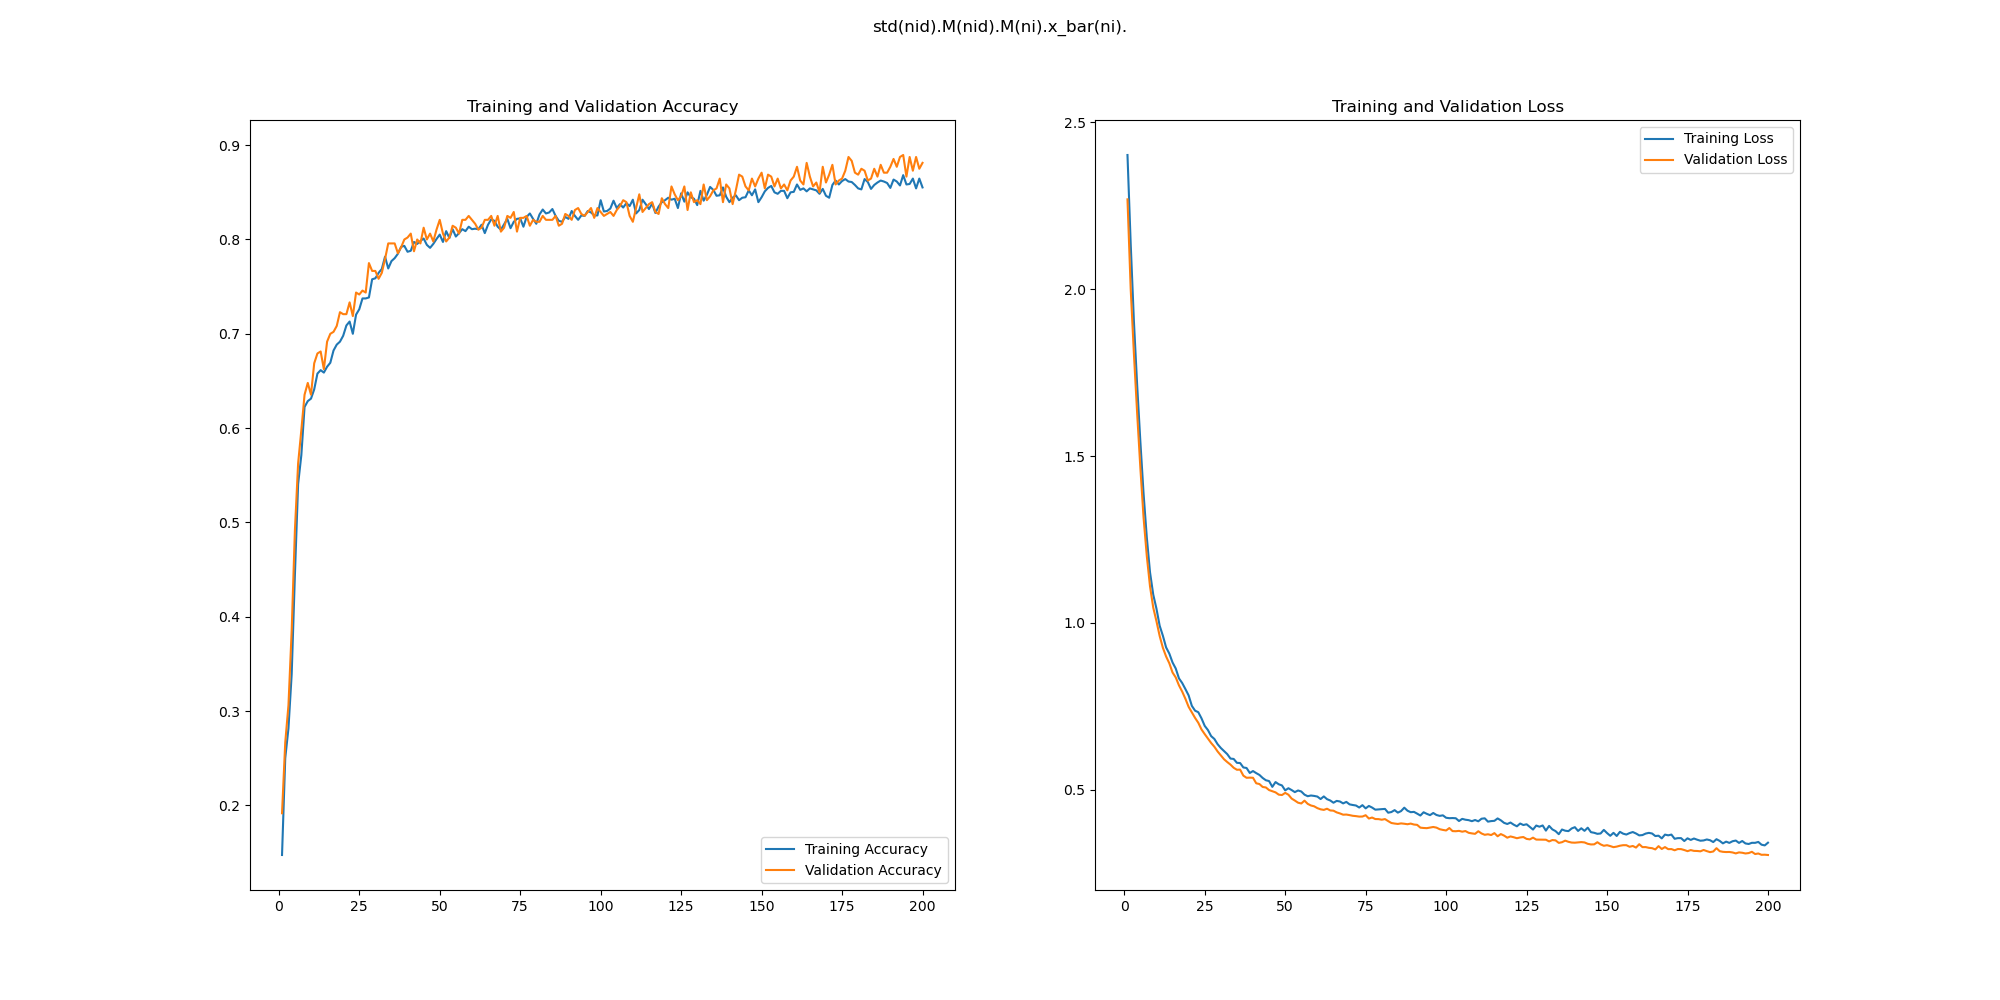 std(nid).M(nid).M(ni).x_bar(ni).
Training and Validation Accuracy
0.9
0.8
0.7
0.6
0.5
0.4
0.3
0.2
0 25 50 75 100 125 150 175 200
Training Accuracy
Validation Accuracy
Training and Validation Loss
2.5
2.0
1.5
1.0
0.5
0 25 50 75 100 125 150 175 200
Training Loss
Validation Loss